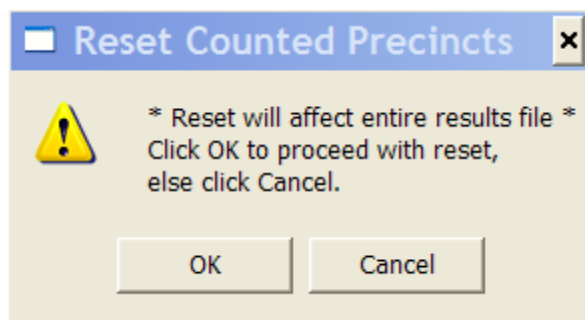 Reset Counted Precincts
* Reset will affect entire results file *
Click OK to proceed with reset,
else click Cancel.
OK
Cancel